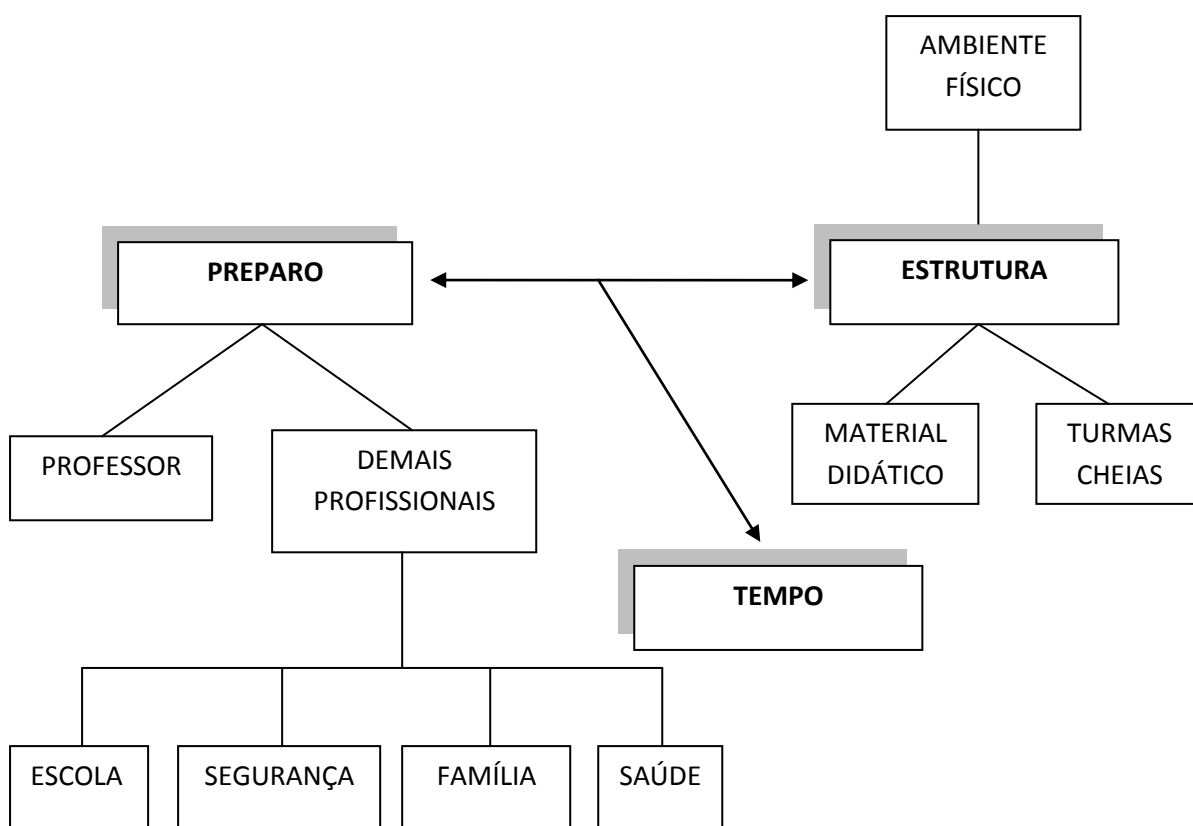 AMBIENTE
FÍSICO
PREPARO
ESTRUTURA
PROFESSOR
DEMAIS
PROFISSIONAIS
MATERIAL
DIDÁTICO
TURMAS
CHEIAS
TEMPO
ESCOLA
SEGURANÇA
FAMÍLIA
SAÚDE